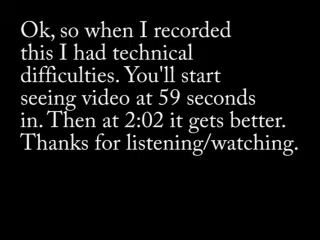 Ok, so when I recorded
this I had technical
difficulties. You'll start
seeing video at 59 seconds
in. Then at 2:02 it gets better.
Thanks for listening/watching.